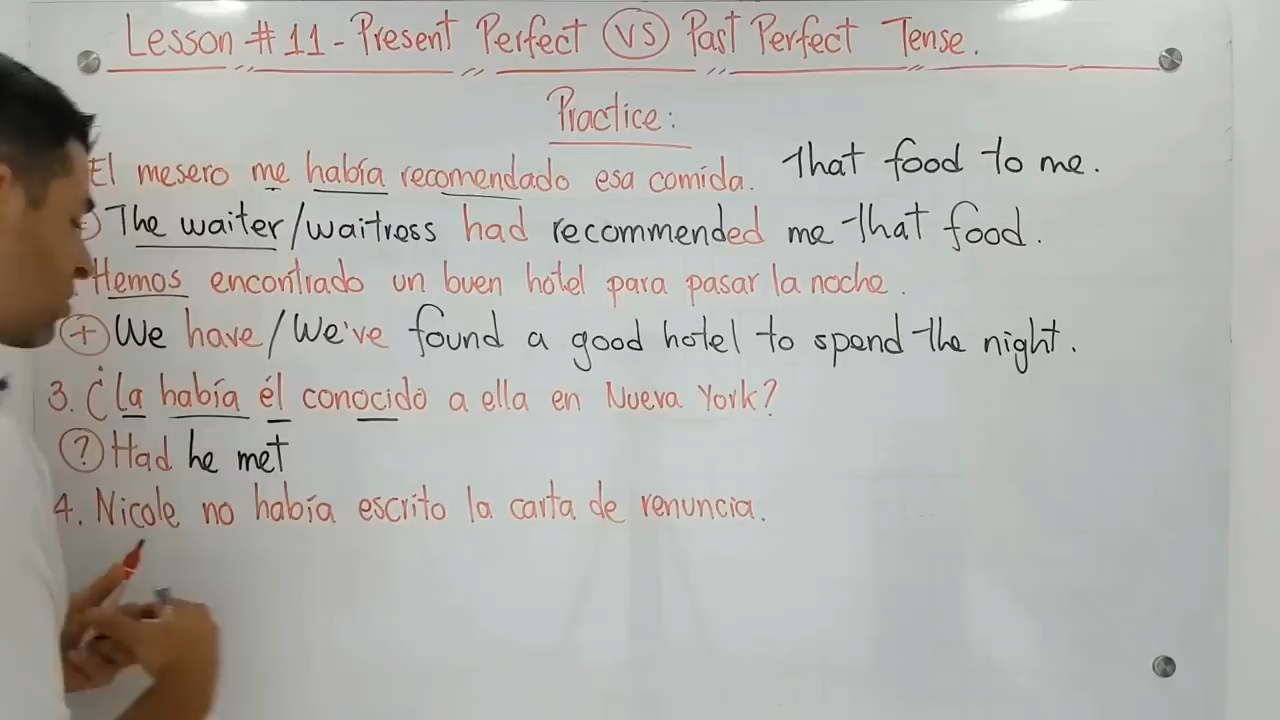 Lesson # 11 - Present Perfect VS Past Perfect Tense.
Practice:
El mesero me había recomendado esa comida. That food to me.
The waiter/waitress had recommended me that food.
Hemos encontrado un buen hotel para pasar la noche.
(+) We have/We've found a good hotel to spend the night.
3. ¿La había él conocido a ella en Nueva York?
(?) Had he met
4. Nicole no había escrito la carta de renuncia.